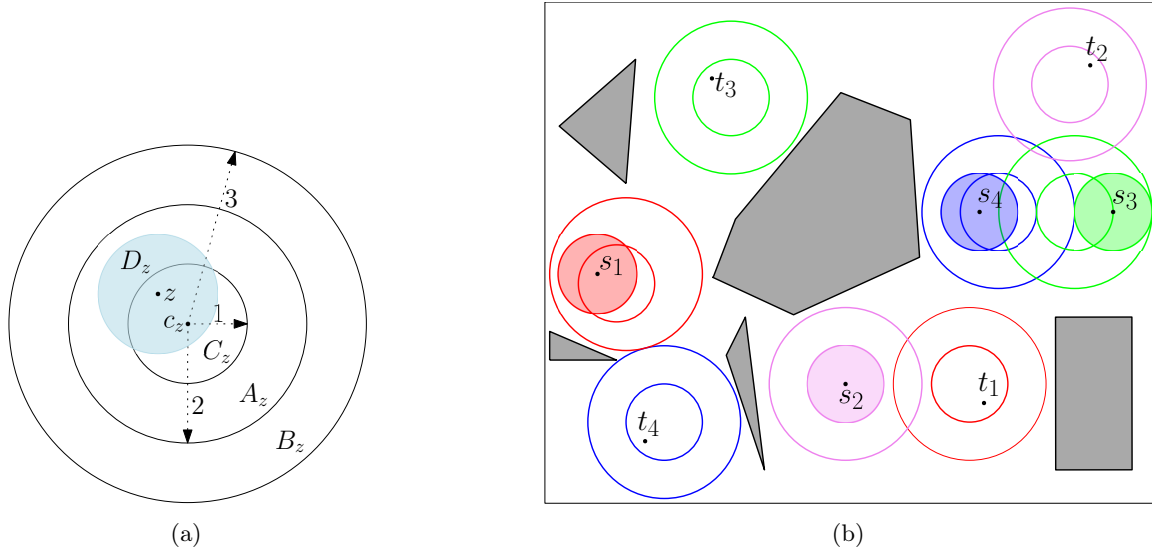 3
D_z
z
c_z
1
C_z
2
A_z
B_z
(a)
t_2
t_3
s_4
s_3
s_1
t_1
s_2
t_4
(b)